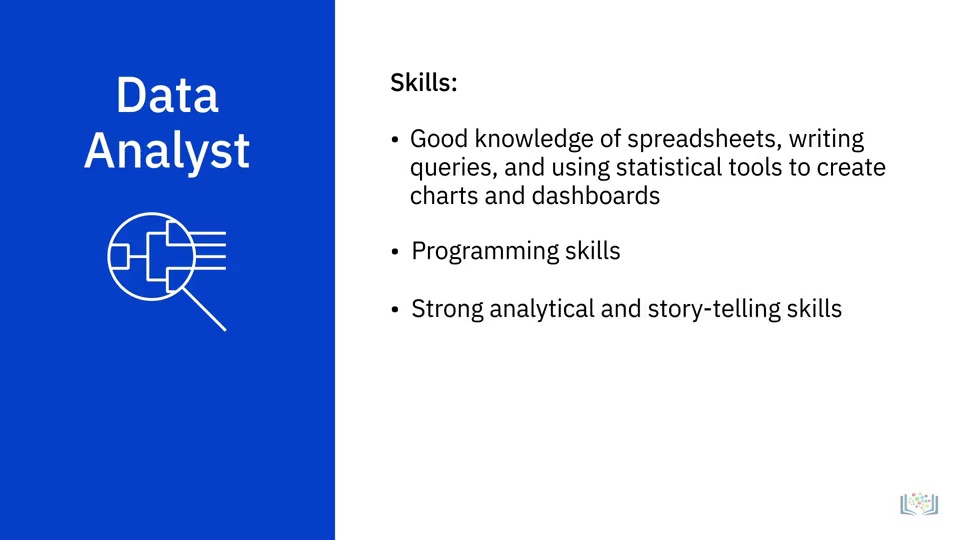 Data
Analyst
Skills:
• Good knowledge of spreadsheets, writing
queries, and using statistical tools to create
charts and dashboards
• Programming skills
• Strong analytical and story-telling skills